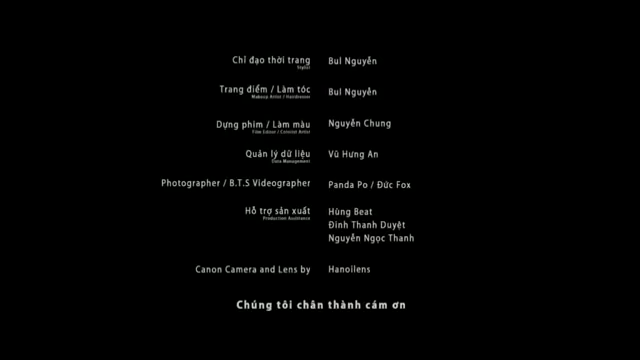 Chỉ đạo thời trang Bul Nguyễn
Stylist
Trang điểm / Làm tóc Bul Nguyễn
Makeup Artist / Hairdresser
Dựng phim / Làm màu Nguyễn Chung
Film Editor / Colorist Artist
Quản lý dữ liệu Vũ Hưng An
Data Management
Photographer / B.T.S Videographer Panda Po / Đức Fox
Hỗ trợ sản xuất Hùng Beat
Production Assistance
Đinh Thanh Duyệt
Nguyễn Ngọc Thanh
Canon Camera and Lens by Hanoilens
Chúng tôi chân thành cám ơn